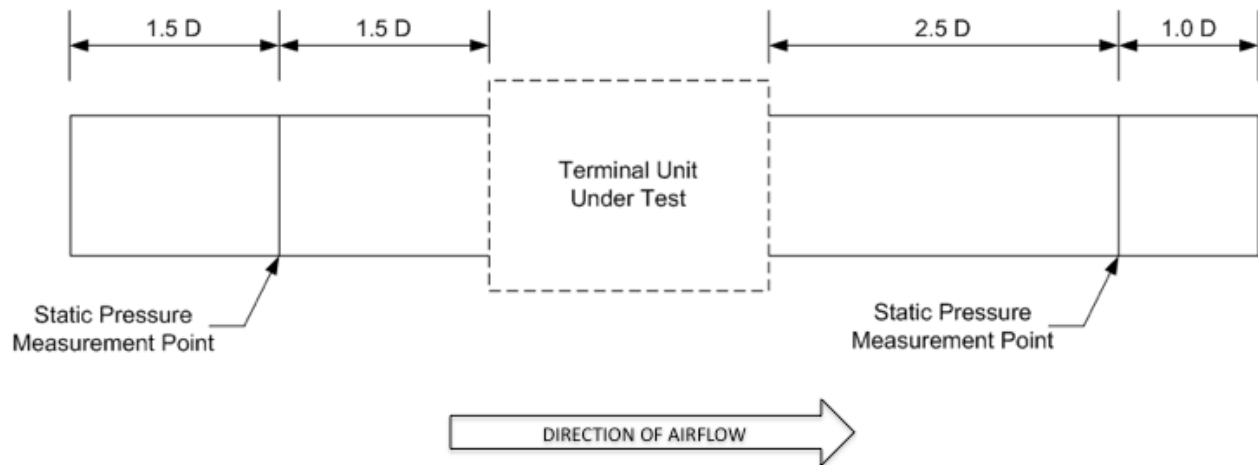 1.5 D
1.5 D
2.5 D
1.0 D
Terminal Unit
Under Test
Static Pressure
Measurement Point
Static Pressure
Measurement Point
DIRECTION OF AIRFLOW